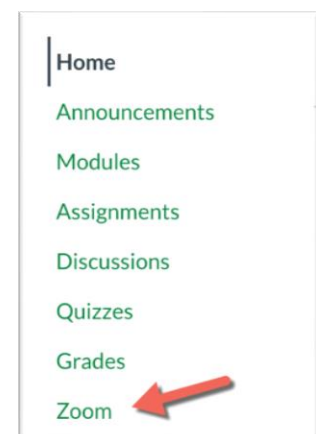 Home
Announcements
Modules
Assignments
Discussions
Quizzes
Grades
Zoom